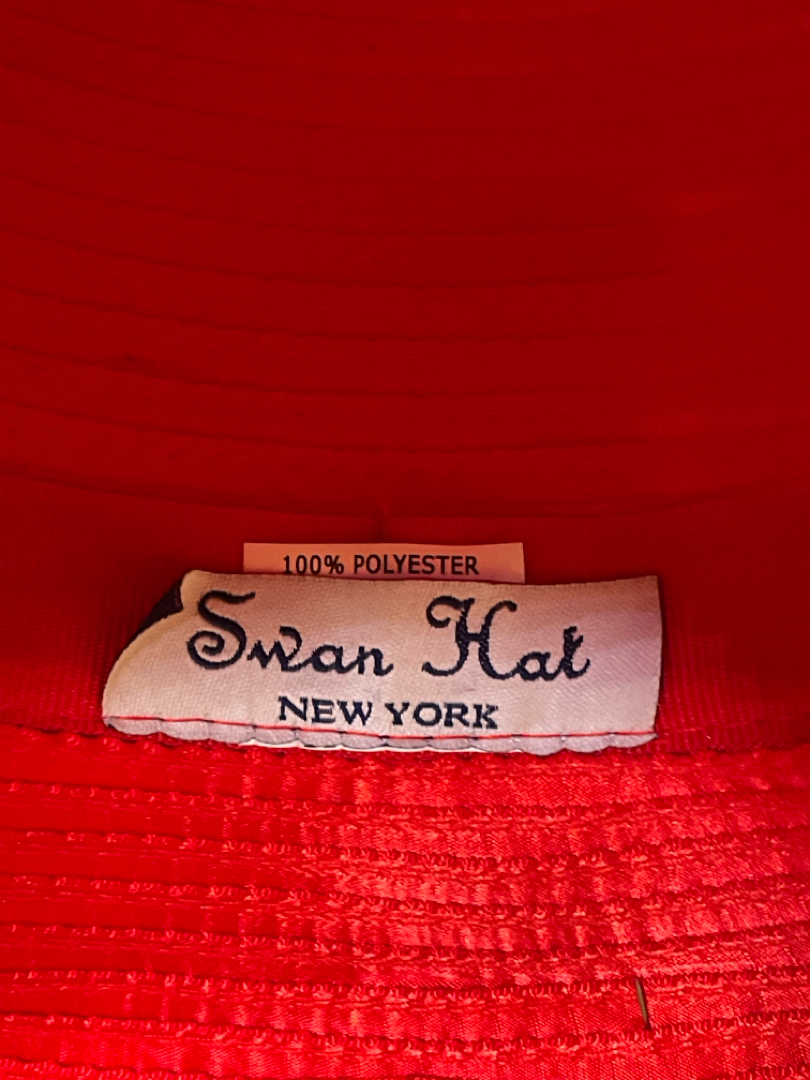 100% POLYESTER
Swan Hat
NEW YORK